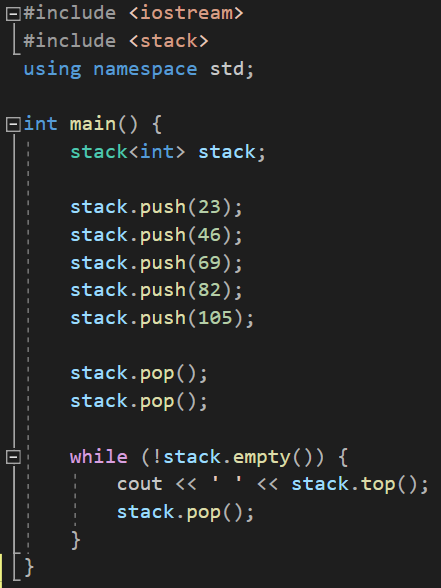 #include <iostream>
#include <stack>
using namespace std;

int main() {
    stack<int> stack;

    stack.push(23);
    stack.push(46);
    stack.push(69);
    stack.push(82);
    stack.push(105);

    stack.pop();
    stack.pop();

    while (!stack.empty()) {
        cout << ' ' << stack.top();
        stack.pop();
    }
}